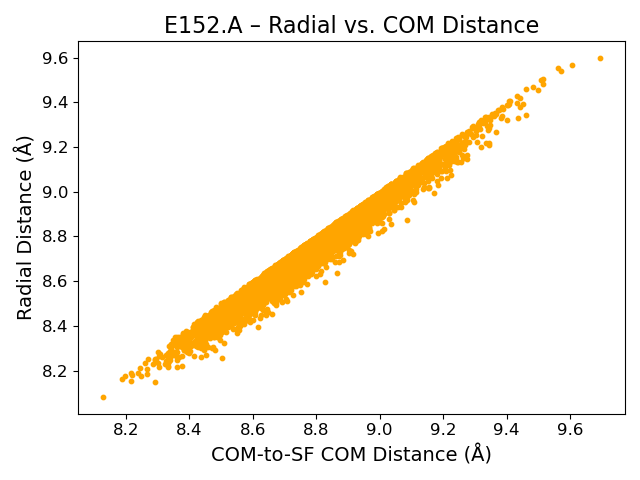 E152.A – Radial vs. COM Distance
Radial Distance (Å)
9.6
9.4
9.2
9.0
8.8
8.6
8.4
8.2
8.2 8.4 8.6 8.8 9.0 9.2 9.4 9.6
COM-to-SF COM Distance (Å)